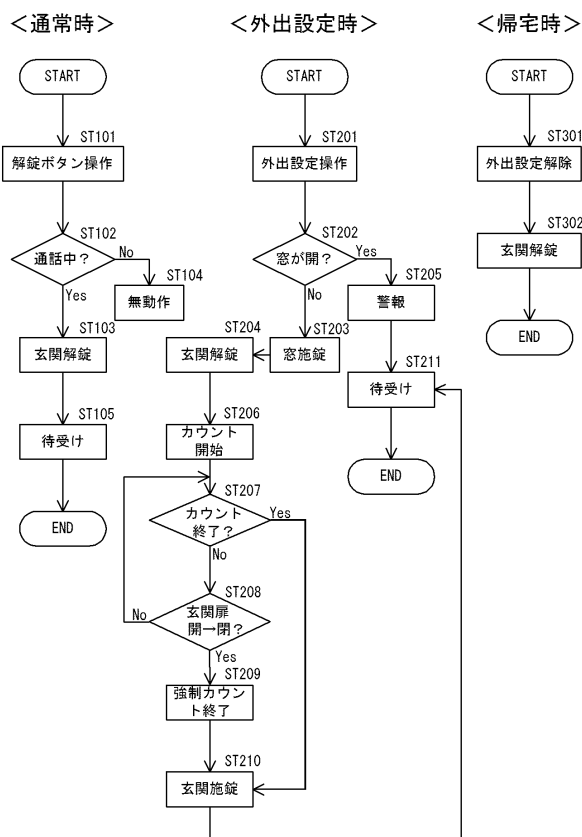 ＜通常時＞
START
ST101
解錠ボタン操作
ST102
通話中？
No
Yes
ST104
無動作
ST103
玄関解錠
ST105
待受け
END
＜外出設定時＞
START
ST201
外出設定操作
ST202
窓が開？
Yes
No
ST205
警報
ST203
窓施錠
ST204
玄関解錠
ST211
待受け
END
ST206
カウント
開始
ST207
カウント
終了？
Yes
No
ST208
玄関扉
開→閉？
No
Yes
ST209
強制カウン
ト終了
ST210
玄関施錠
＜帰宅時＞
START
ST301
外出設定解除
ST302
玄関解錠
END